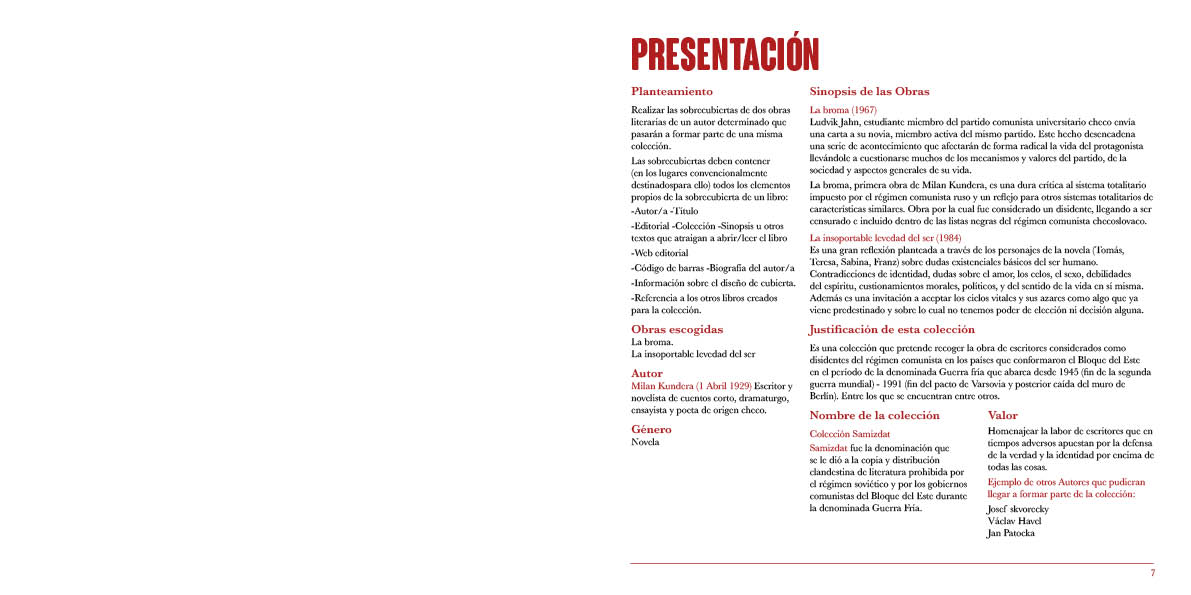 PRESENTACIÓN
Planteamiento
Realizar las sobrecubiertas de dos obras
literarias de un autor determinado que
pasarán a formar parte de una misma
colección.
Las sobrecubiertas deben contener
(en los lugares convencionalmente
destinadospara ello) todos los elementos
propios de la sobrecubierta de un libro:
-Autor/a -Título
-Editorial -Colección -Sinopsis u otros
textos que atraigan a abrir/leer el libro
-Web editorial
-Código de barras -Biografía del autor/a
-Información sobre el diseño de cubierta.
-Referencia a los otros libros creados
para la colección.
Obras escogidas
La broma.
La insoportable levedad del ser
Autor
Milan Kundera (1 Abril 1929) Escritor y
novelista de cuentos corto, dramaturgo,
ensayista y poeta de origen checo.
Género
Novela
Sinopsis de las Obras
La broma (1967)
Ludvik Jahn, estudiante miembro del partido comunista universitario checo envía
una carta a su novia, miembro activa del mismo partido. Este hecho desencadena
una serie de acontecimiento que afectarán de forma radical la vida del protagonista
llevándole a cuestionarse muchos de los mecanismos y valores del partido, de la
sociedad y aspectos generales de su vida.
La broma, primera obra de Milan Kundera, es una dura crítica al sistema totalitario
impuesto por el régimen comunista ruso y un reflejo para otros sistemas totalitarios de
características similares. Obra por la cual fue considerado un disidente, llegando a ser
censurado e incluido dentro de las listas negras del régimen comunista checoslovaco.
La insoportable levedad del ser (1984)
Es una gran reflexión planteada a través de los personajes de la novela (Tomás,
Teresa, Sabina, Franz) sobre dudas existenciales básicos del ser humano.
Contradicciones de identidad, dudas sobre el amor, los celos, el sexo, debilidades
del espíritu, custionamientos morales, políticos, y del sentido de la vida en sí misma.
Además es una invitación a aceptar los ciclos vitales y sus azares como algo que ya
viene predestinado y sobre lo cual no tenemos poder de elección ni decisión alguna.
Justificación de esta colección
Es una colección que pretende recoger la obra de escritores considerados como
disidentes del régimen comunista en los países que conformaron el Bloque del Este
en el periodo de la denominada Guerra fria que abarca desde 1945 (fin de la segunda
guerra mundial) - 1991 (fin del pacto de Varsovia y posterior caída del muro de
Berlín). Entre los que se encuentran entre otros.
Nombre de la colección
Colección Samizdat
Samizdat fue la denominación que
se le dió a la copia y distribución
clandestina de literatura prohibida por
el régimen soviético y por los gobiernos
comunistas del Bloque del Este durante
la denominada Guerra Fría.
Valor
Homenajear la labor de escritores que en
tiempos adversos apuestan por la defensa
de la verdad y la identidad por encima de
todas las cosas.
Ejemplo de otros Autores que pudieran
llegar a formar parte de la colección:
Josef skvorecky
Václav Havel
Jan Patocka
7